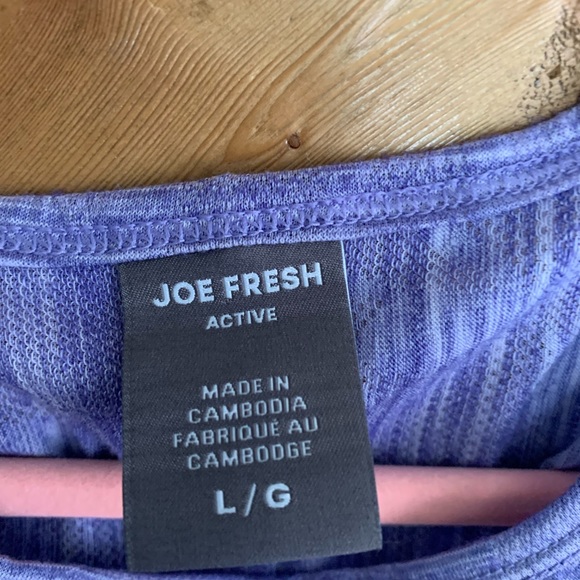 JOE FRESH
ACTIVE
MADE IN
CAMBODIA
FABRIQUÉ AU
CAMBODGE
L/G